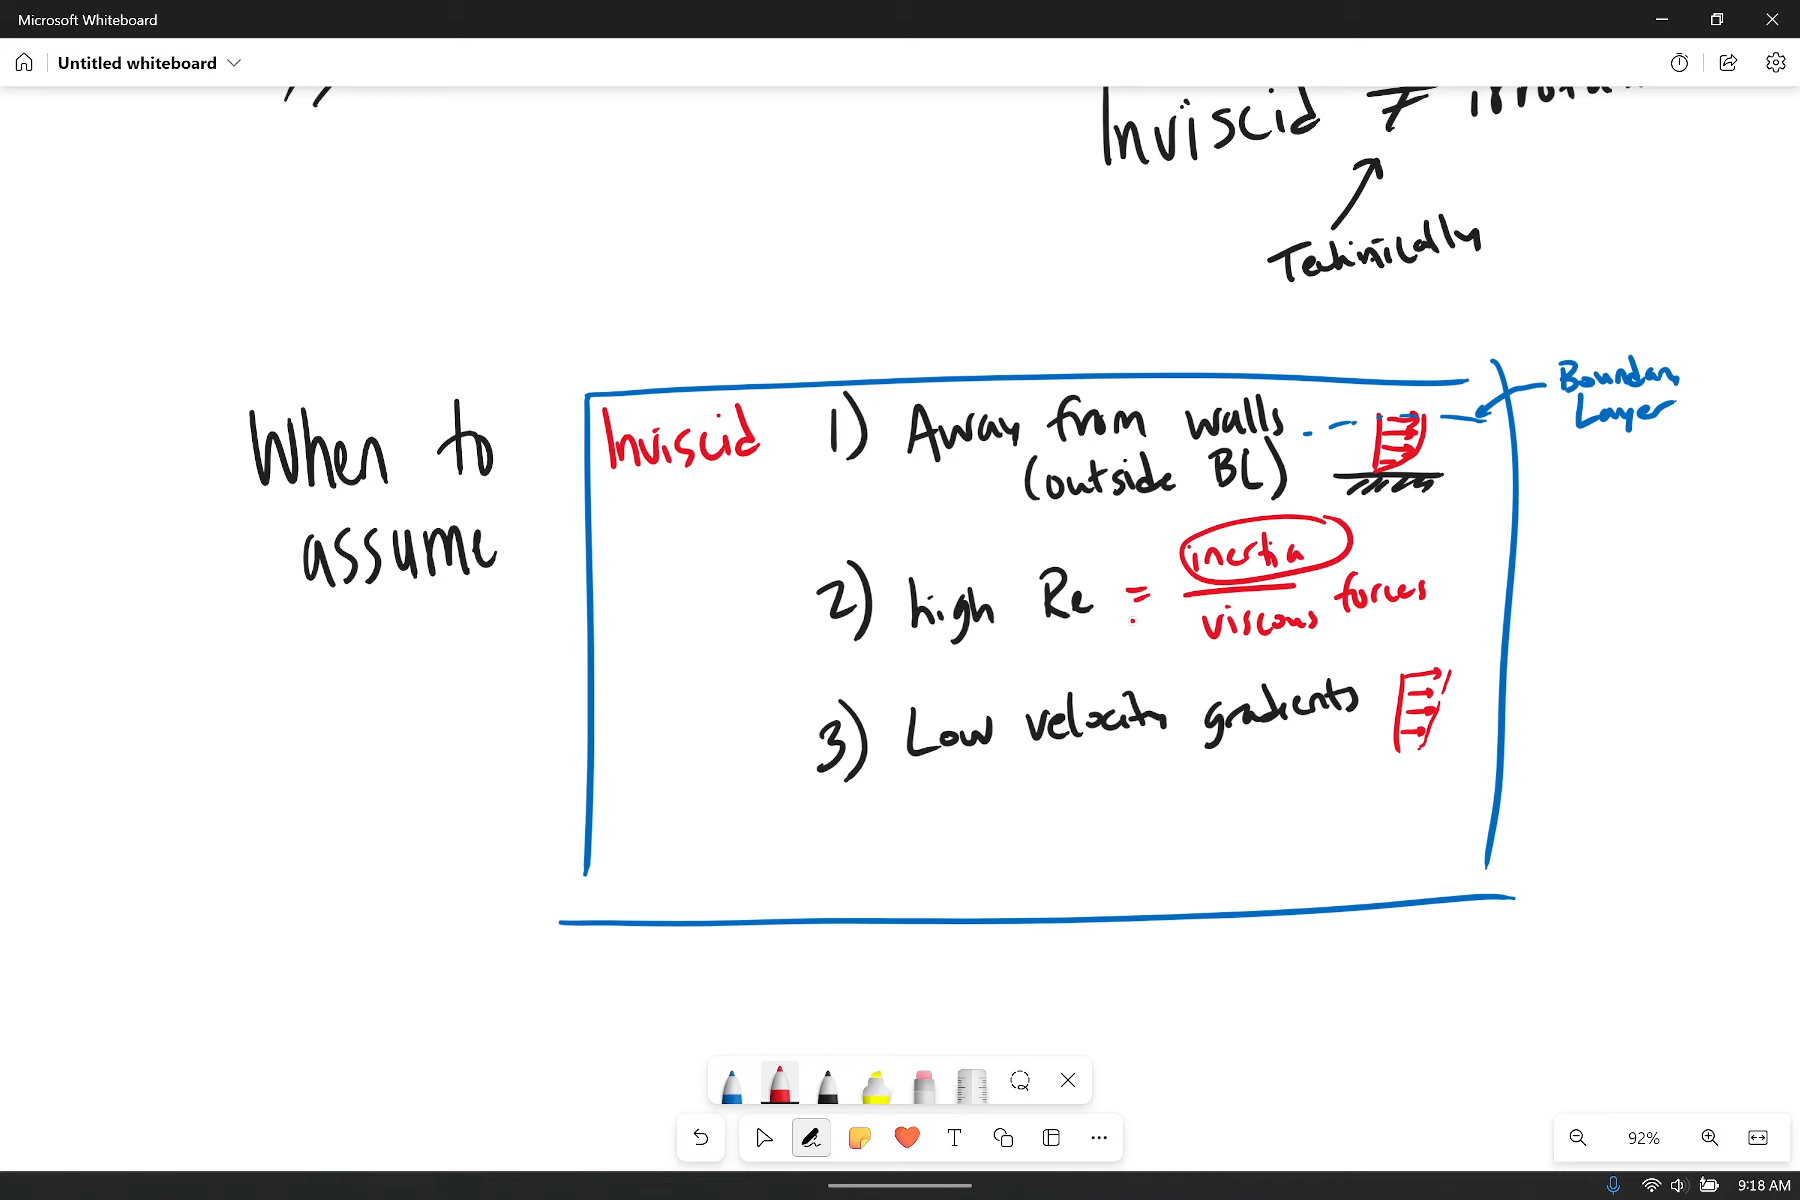 Microsoft Whiteboard
Untitled whiteboard
Inviscid ≠
Technically
When to
assume
Inviscid 1) Away from walls
(outside BL)
Boundary
Layer
2) high Re = inertia
viscous forces
3) Low velocity gradients
92%
9:18 AM